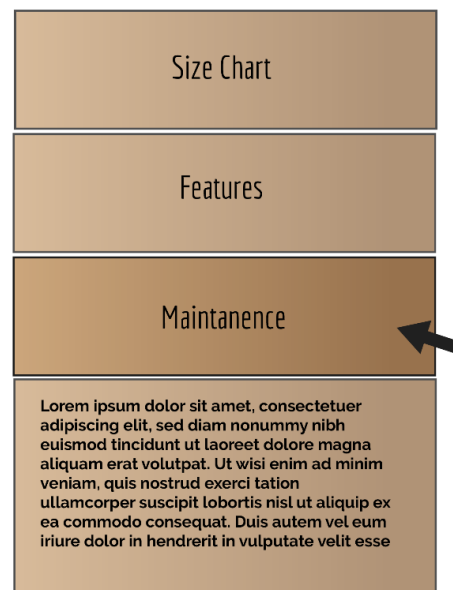 Size Chart
Features
Maintanence
Lorem ipsum dolor sit amet, consectetuer
adipiscing elit, sed diam nonummy nibh
euismod tincidunt ut laoreet dolore magna
aliquam erat volutpat. Ut wisi enim ad minim
veniam, quis nostrud exerci tation
ullamcorper suscipit lobortis nisl ut aliquip ex
ea commodo consequat. Duis autem vel eum
iriure dolor in hendrerit in vulputate velit esse